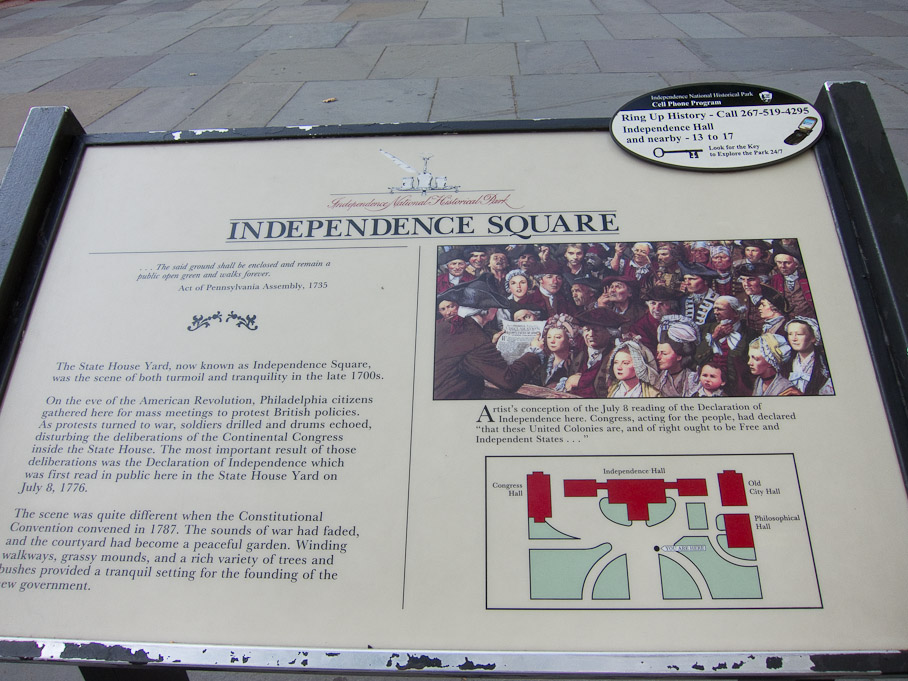 Independence National Historical Park
Cell Phone Program
Ring Up History - Call 267-519-4295
Independence Hall
and nearby - 13 to 17
Look for the Key
to Explore the Park 24/7
Independence National Historical Park
INDEPENDENCE SQUARE
. . . The said ground shall be enclosed and remain a
public open green and walks forever.
Act of Pennsylvania Assembly, 1735
The State House Yard, now known as Independence Square,
was the scene of both turmoil and tranquility in the late 1700s.
On the eve of the American Revolution, Philadelphia citizens
gathered here for mass meetings to protest British policies.
As protests turned to war, soldiers drilled and drums echoed,
disturbing the deliberations of the Continental Congress
inside the State House. The most important result of those
deliberations was the Declaration of Independence which
was first read in public here in the State House Yard on
July 8, 1776.
The scene was quite different when the Constitutional
Convention convened in 1787. The sounds of war had faded,
and the courtyard had become a peaceful garden. Winding
walkways, grassy mounds, and a rich variety of trees and
bushes provided a tranquil setting for the founding of the
ew government.
Artist's conception of the July 8 reading of the Declaration of
Independence here. Congress, acting for the people, had declared
"that these United Colonies are, and of right ought to be Free and
Independent States . . ."
Independence Hall
Congress
Hall
Old
City Hall
Philosophical
Hall
YOU ARE HERE